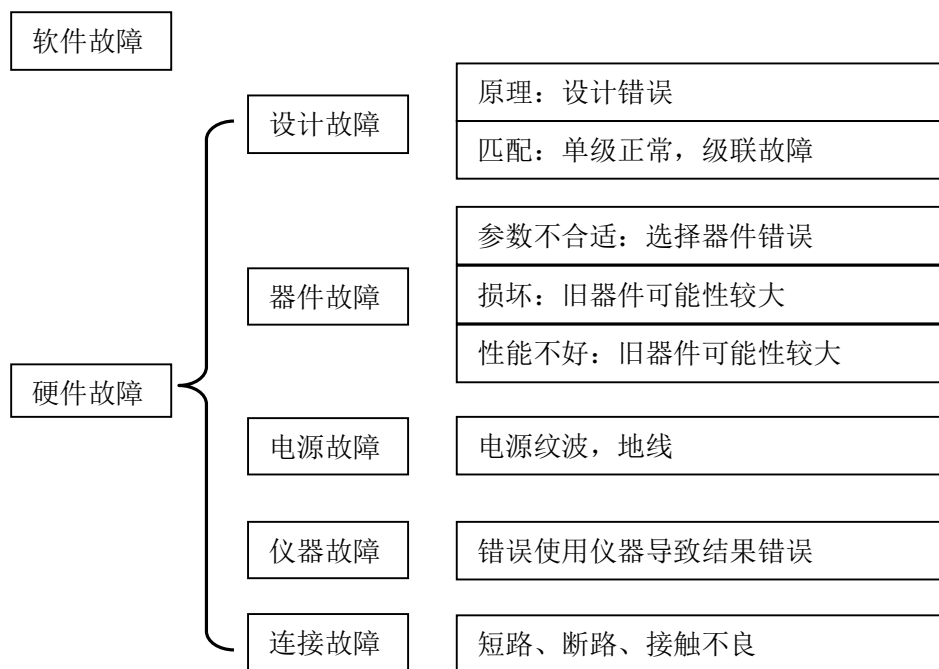 软件故障
设计故障
原理：设计错误
匹配：单级正常，级联故障
参数不合适：选择器件错误
器件故障
损坏：旧器件可能性较大
性能不好：旧器件可能性较大
硬件故障
电源故障
电源纹波，地线
仪器故障
错误使用仪器导致结果错误
连接故障
短路、断路、接触不良